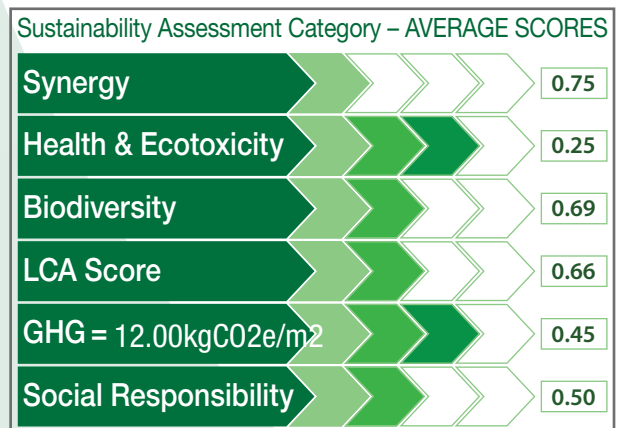 Sustainability Assessment Category – AVERAGE SCORES
Synergy 0.75
Health & Ecotoxicity 0.25
Biodiversity 0.69
LCA Score 0.66
GHG = 12.00kgCO2e/m2 0.45
Social Responsibility 0.50